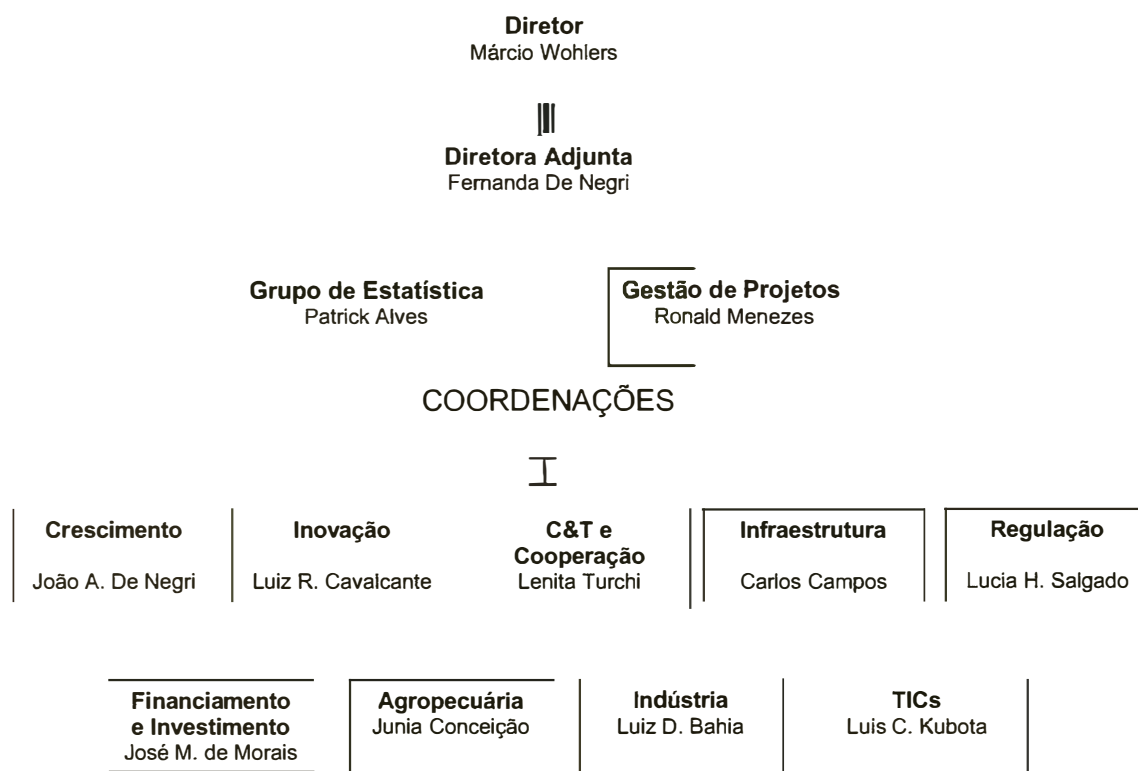 Diretor
Márcio Wohlers
Diretora Adjunta
Fernanda De Negri
Grupo de Estatística
Patrick Alves
Gestão de Projetos
Ronald Menezes
COORDENAÇÕES
Crescimento
João A. De Negri
Inovação
Luiz R. Cavalcante
C&T e
Cooperação
Lenita Turchi
Infraestrutura
Carlos Campos
Regulação
Lucia H. Salgado
Financiamento
e Investimento
José M. de Morais
Agropecuária
Junia Conceição
Indústria
Luiz D. Bahia
TICs
Luis C. Kubota